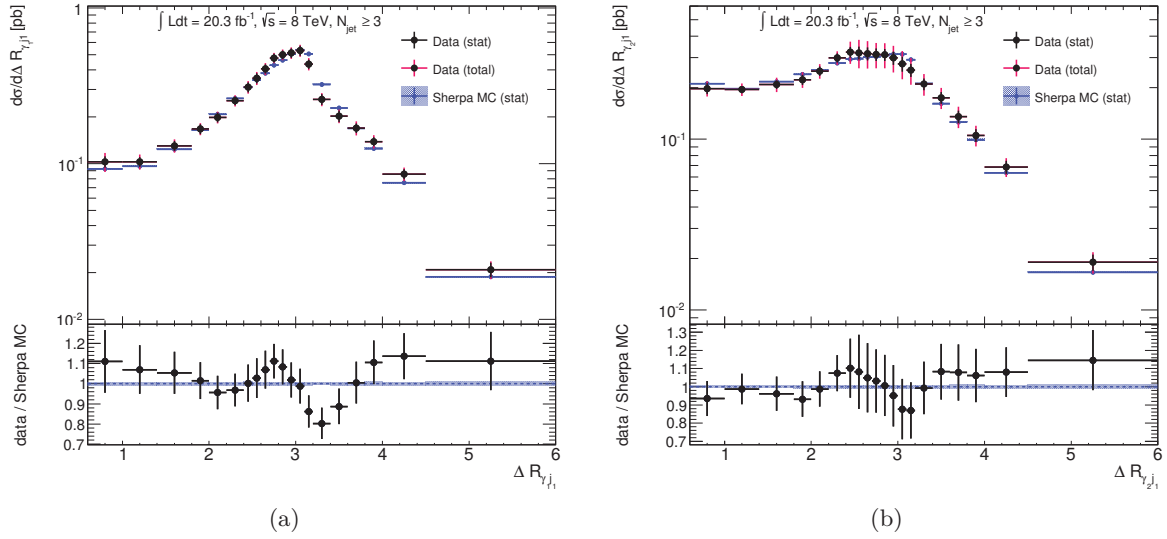 ∫ Ldt = 20.3 fb⁻¹, √s = 8 TeV, N_jet ≥ 3
Data (stat)
Data (total)
Sherpa MC (stat)
dσ/dΔ R_γ₁j1 [pb]
1
10⁻¹
10⁻²
data / Sherpa MC
1.2
1.1
1
0.9
0.8
0.7
1 2 3 4 5 6
Δ R_γ₁j₁
(a)
∫ Ldt = 20.3 fb⁻¹, √s = 8 TeV, N_jet ≥ 3
Data (stat)
Data (total)
Sherpa MC (stat)
dσ/dΔ R_γ₂j1 [pb]
1
10⁻¹
10⁻²
data / Sherpa MC
1.3
1.2
1.1
1
0.9
0.8
0.7
1 2 3 4 5 6
Δ R_γ₂j₁
(b)